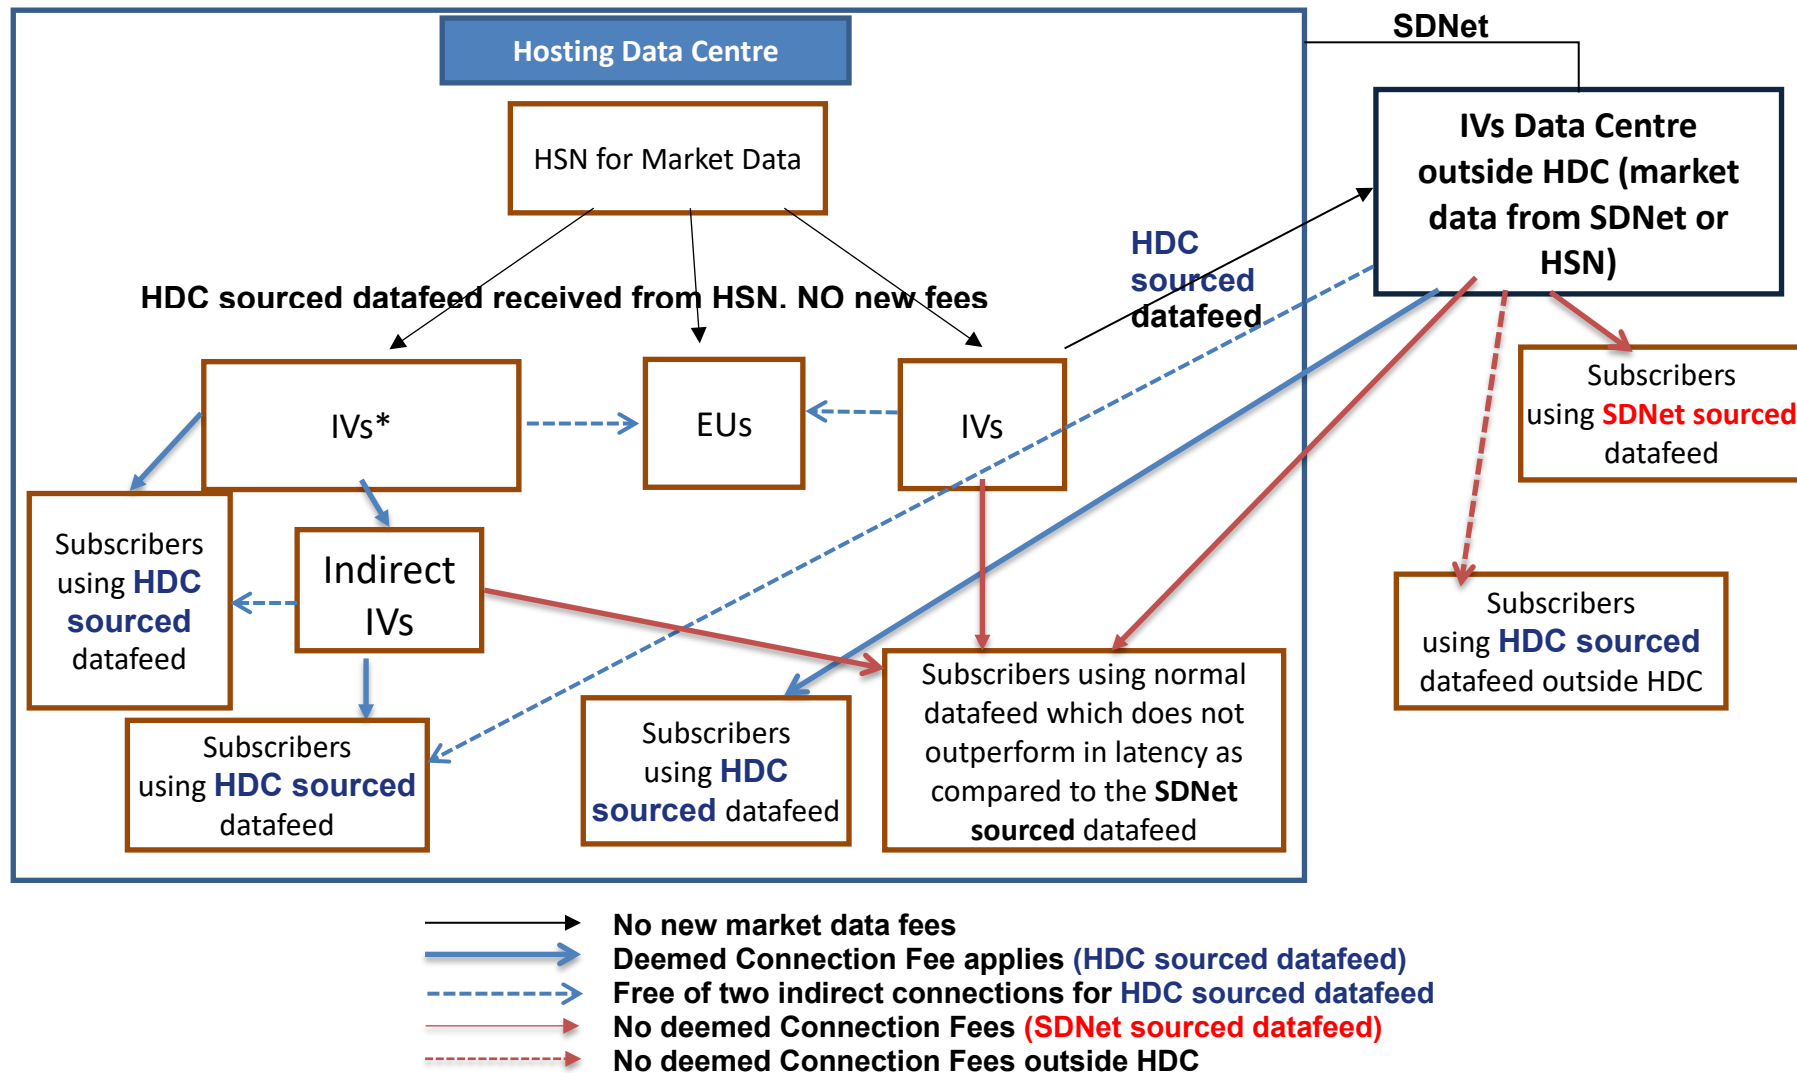 SDNet
Hosting Data Centre
HSN for Market Data
IVs Data Centre
outside HDC (market
data from SDNet or
HSN)
HDC
sourced
datafeed
HDC sourced datafeed received from HSN. NO new fees
IVs*
EUs
IVs
Subscribers
using SDNet sourced
datafeed
Subscribers
using HDC
sourced
datafeed
Indirect
IVs
Subscribers
using HDC sourced
datafeed outside HDC
Subscribers
using HDC sourced
datafeed
Subscribers
using HDC
sourced datafeed
Subscribers using normal
datafeed which does not
outperform in latency as
compared to the SDNet
sourced datafeed
No new market data fees
Deemed Connection Fee applies (HDC sourced datafeed)
Free of two indirect connections for HDC sourced datafeed
No deemed Connection Fees (SDNet sourced datafeed)
No deemed Connection Fees outside HDC